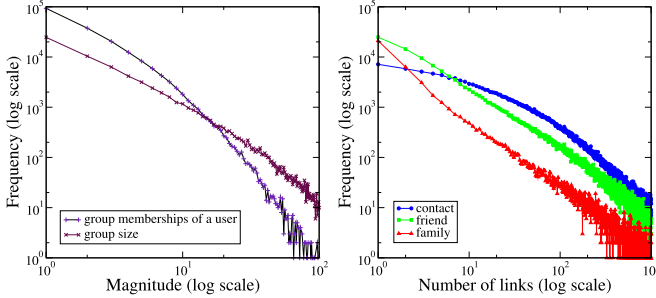 Frequency (log scale)
10^5
10^4
10^3
10^2
10^1
10^0
group memberships of a user
group size
10^0 10^1 10^2
Magnitude (log scale)
Frequency (log scale)
10^5
10^4
10^3
10^2
10^1
10^0
contact
friend
family
10^0 10^1 10^2 10
Number of links (log scale)